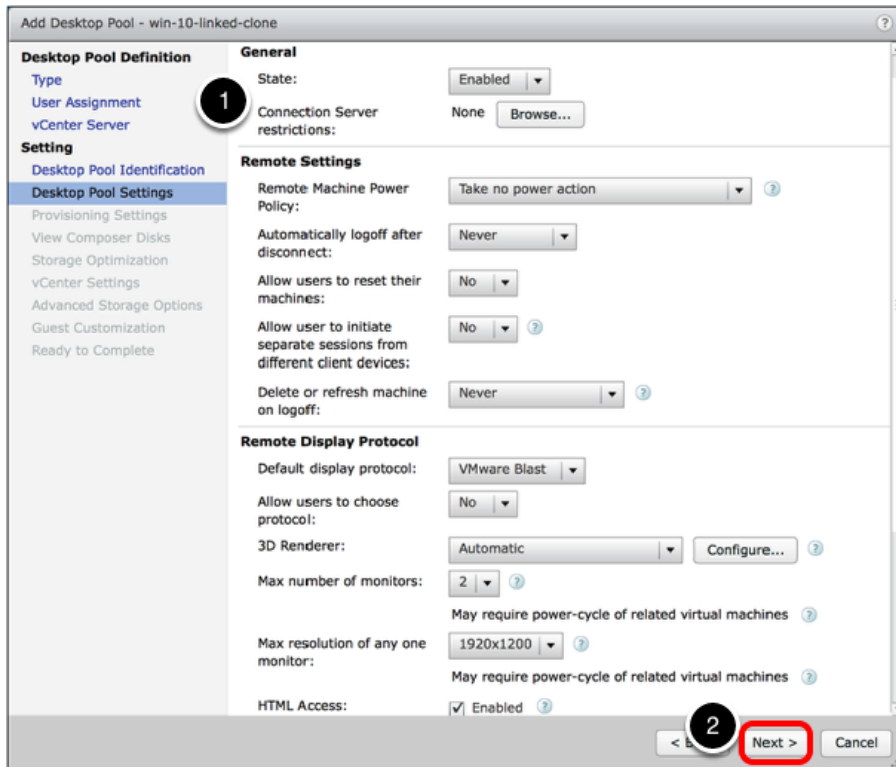 Add Desktop Pool - win-10-linked-clone
?
Desktop Pool Definition
Type
User Assignment
vCenter Server
Setting
Desktop Pool Identification
Desktop Pool Settings
Provisioning Settings
View Composer Disks
Storage Optimization
vCenter Settings
Advanced Storage Options
Guest Customization
Ready to Complete
1
General
State:
Enabled
Connection Server
restrictions:
None
Browse...
Remote Settings
Remote Machine Power
Policy:
Take no power action
?
Automatically logoff after
disconnect:
Never
Allow users to reset their
machines:
No
Allow user to initiate
separate sessions from
different client devices:
No
?
Delete or refresh machine
on logoff:
Never
?
Remote Display Protocol
Default display protocol:
VMware Blast
Allow users to choose
protocol:
No
3D Renderer:
Automatic
Configure...
?
Max number of monitors:
2
?
May require power-cycle of related virtual machines
?
Max resolution of any one
monitor:
1920x1200
?
May require power-cycle of related virtual machines
?
HTML Access:
Enabled
?
2
<
Next >
Cancel